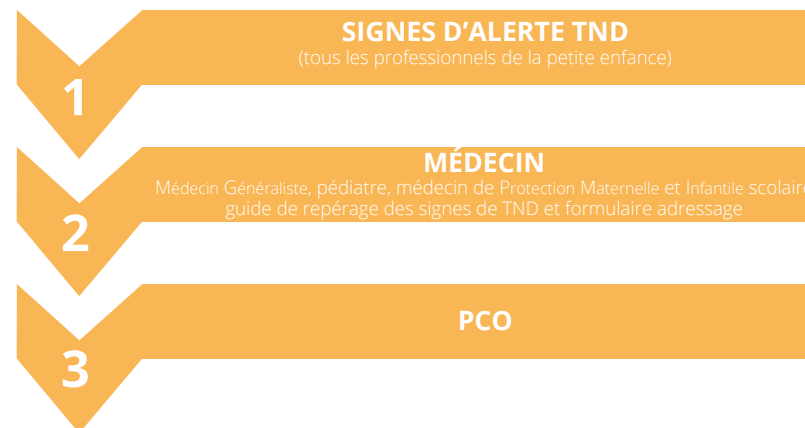 SIGNES D’ALERTE TND
(tous les professionnels de la petite enfance)
1
MÉDECIN
Médecin Généraliste, pédiatre, médecin de Protection Maternelle et Infantile scolaire
guide de repérage des signes de TND et formulaire adressage
2
PCO
3